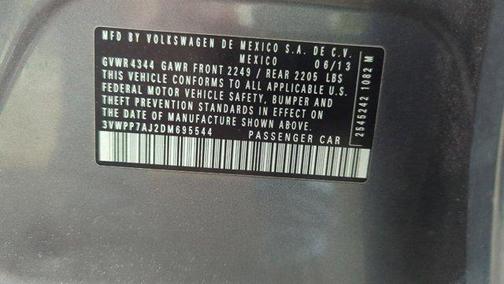 MFD BY VOLKSWAGEN DE MEXICO S.A. DE C.V.
MEXICO 06/13
GVWR4344 GAWR FRONT 2249 / REAR 2205 LBS
THIS VEHICLE CONFORMS TO ALL APPLICABLE U.S.
FEDERAL MOTOR VEHICLE SAFETY, BUMPER AND
THEFT PREVENTION STANDARDS IN EFFECT ON
THE DATE OF MANUFACTURE SHOWN ABOVE.
3VWPP7AJ2DM695544 PASSENGER CAR
2545242 1082 M